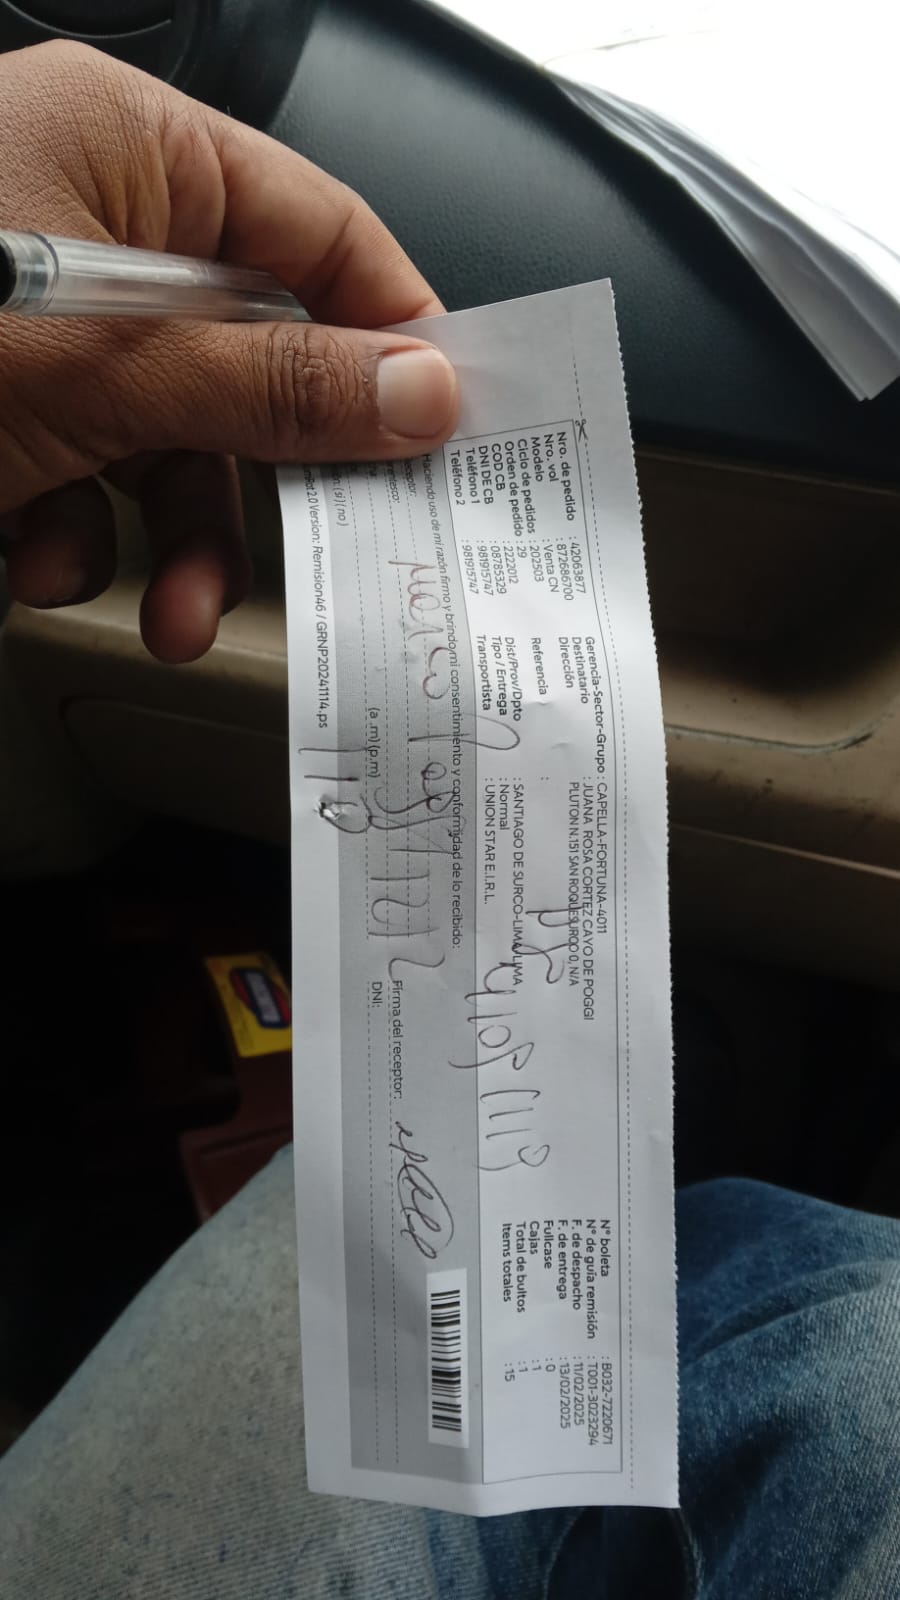 Nro. de pedido : 42063877
Nro. vol : 872686700
Modelo : Venta CN
Ciclo de pedidos : 202503
Orden de pedido : 29
COD CB : 2222012
DNI DE CB : 08785329
Teléfono 1 : 981915747
Teléfono 2 : 981915747
Gerencia-Sector-Grupo : CAPELLA-FORTUNA-4011
Destinatario : JUANA ROSA CORTEZ CAYO DE POGGI
Dirección PLUTON N.151 SAN ROQUE SURCO 0, N/A
Referencia :
Dist/Prov/Dpto : SANTIAGO DE SURCO-LIMA-LIMA
Tipo / Entrega : Normal
Transportista : UNION STAR E.I.R.L.
N° boleta : B032-7220671
N° de guía remisión : T001-3023294
F. de despacho : 11/02/2025
F. de entrega : 13/02/2025
Fullcase : 0
Cajas : 1
Total de bultos : 1
Items totales : 15
Haciendo uso de mi razón firmo y brindo mi consentimiento y conformidad de lo recibido:
Firma del receptor:
(a .m)(p.m)
DNI:
(si)(no)
2.0 Version: Remision46 / GRNP20241114.ps